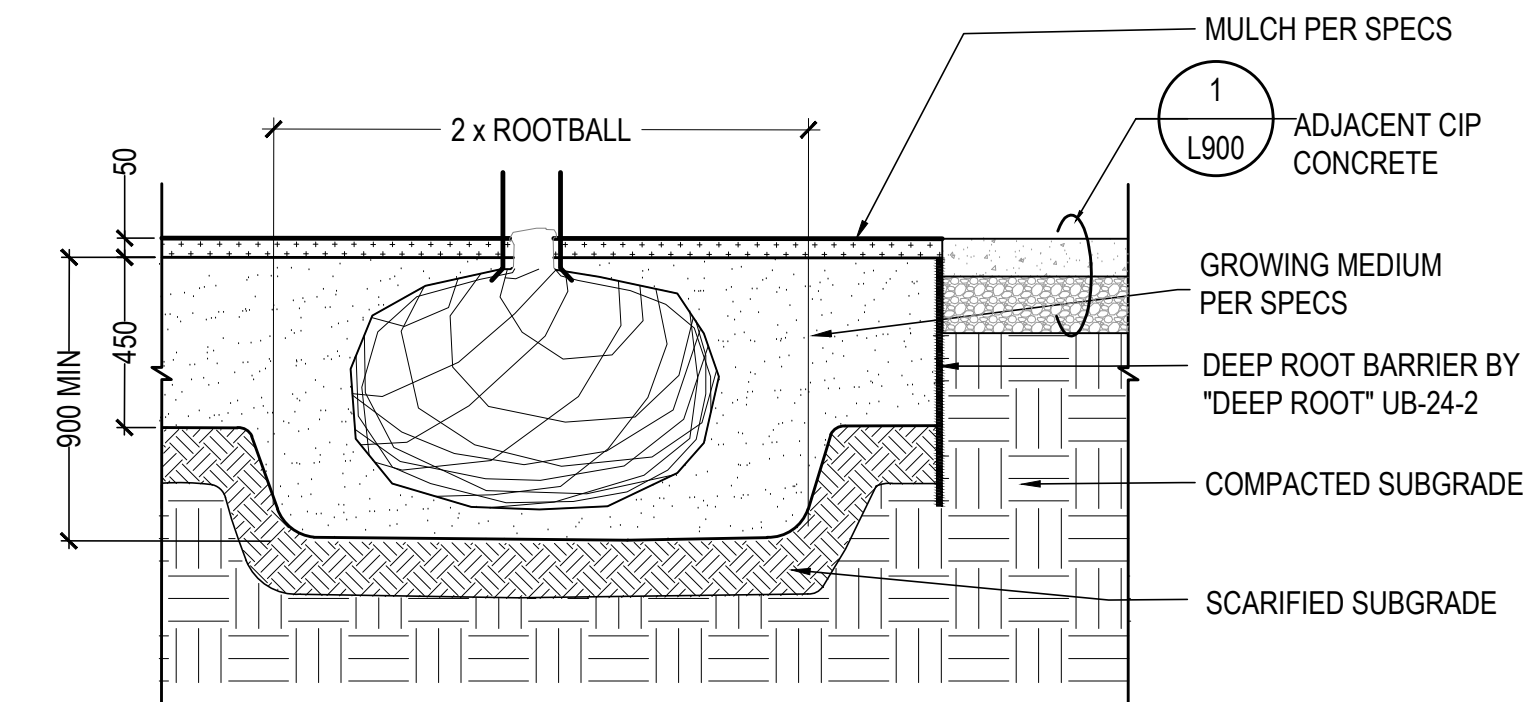 MULCH PER SPECS
1
L900
ADJACENT CIP
CONCRETE
2 x ROOTBALL
50
450
900 MIN
GROWING MEDIUM
PER SPECS
DEEP ROOT BARRIER BY
"DEEP ROOT" UB-24-2
COMPACTED SUBGRADE
SCARIFIED SUBGRADE